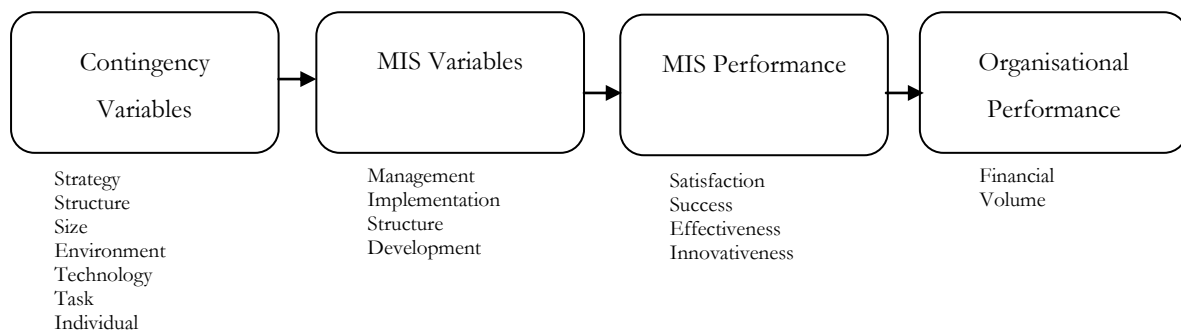 Contingency
Variables
MIS Variables
MIS Performance
Organisational
Performance
Strategy
Structure
Size
Environment
Technology
Task
Individual
Management
Implementation
Structure
Development
Satisfaction
Success
Effectiveness
Innovativeness
Financial
Volume